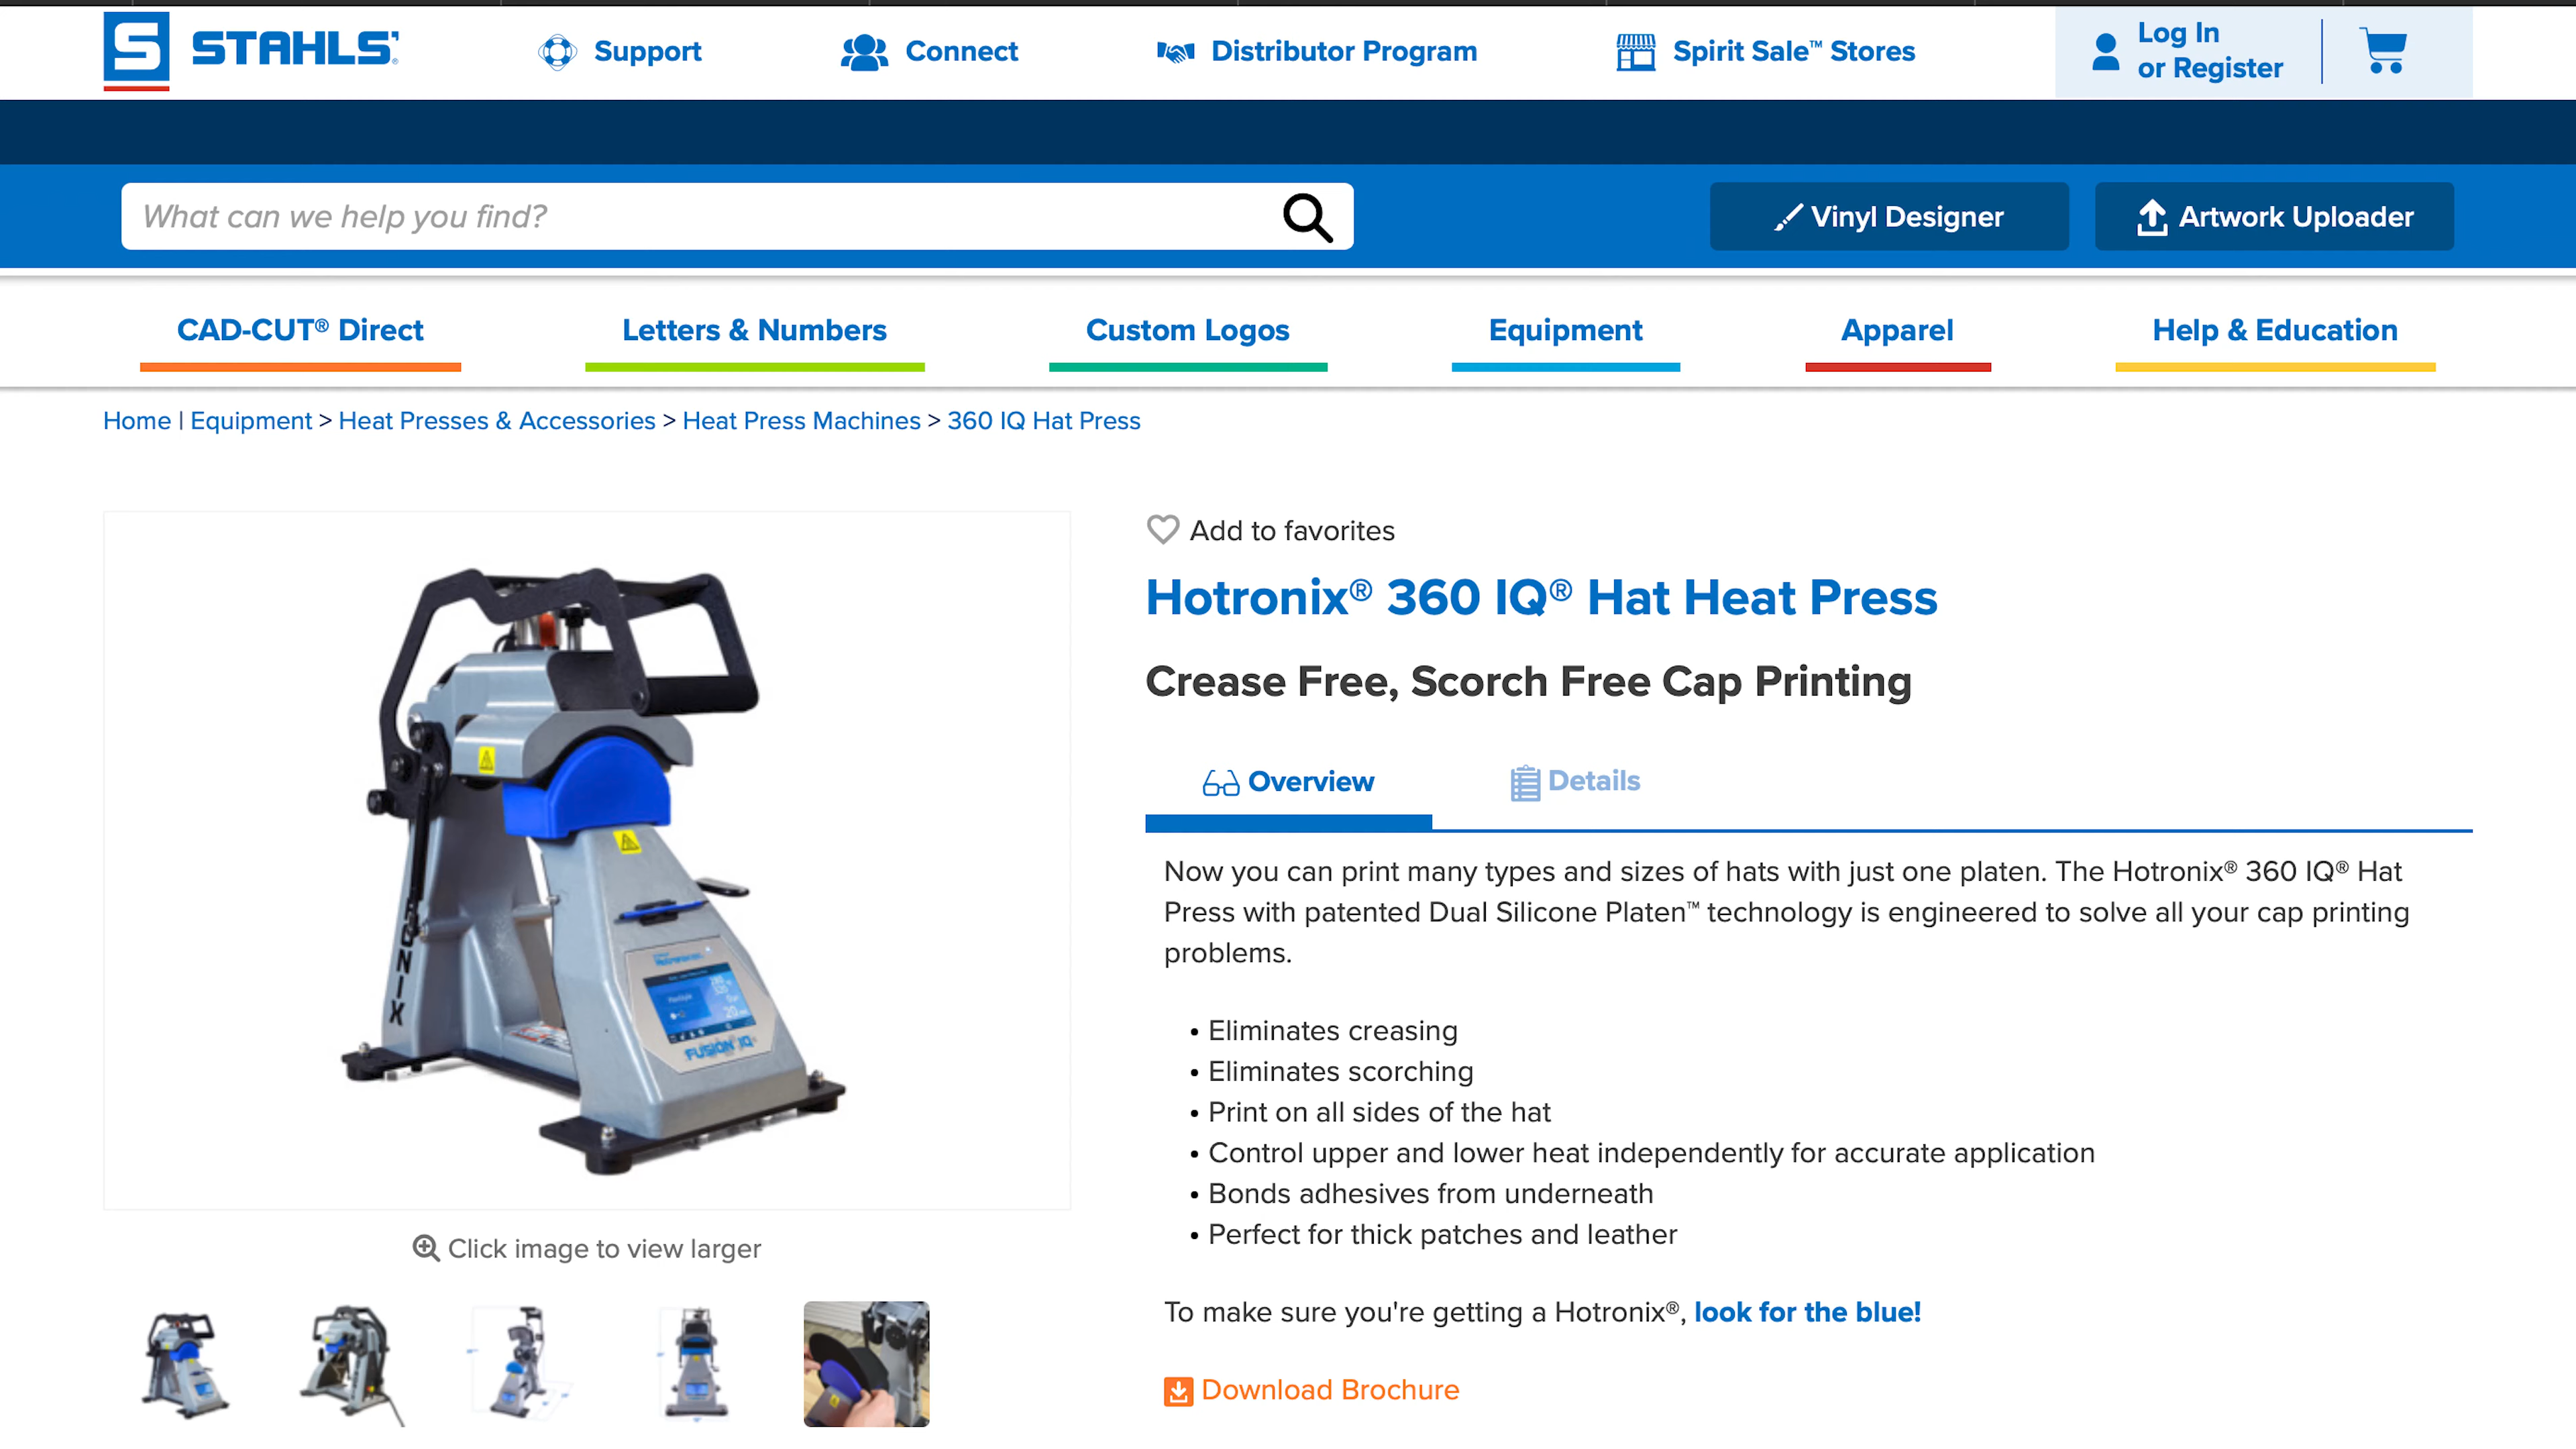 STAHLS'
Support
Connect
Distributor Program
Spirit Sale™ Stores
Log In
or Register
What can we help you find?
Vinyl Designer
Artwork Uploader
CAD-CUT® Direct
Letters & Numbers
Custom Logos
Equipment
Apparel
Help & Education
Home | Equipment > Heat Presses & Accessories > Heat Press Machines > 360 IQ Hat Press
Add to favorites
Hotronix® 360 IQ® Hat Heat Press
Crease Free, Scorch Free Cap Printing
Overview
Details
Now you can print many types and sizes of hats with just one platen. The Hotronix® 360 IQ® Hat
Press with patented Dual Silicone Platen™ technology is engineered to solve all your cap printing
problems.
• Eliminates creasing
• Eliminates scorching
• Print on all sides of the hat
• Control upper and lower heat independently for accurate application
• Bonds adhesives from underneath
• Perfect for thick patches and leather
To make sure you're getting a Hotronix®, look for the blue!
Download Brochure
FUSION IQ
Click image to view larger